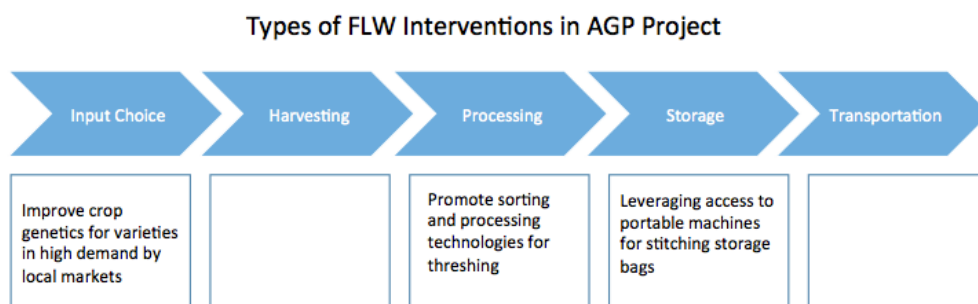 Types of FLW Interventions in AGP Project
Input Choice
Harvesting
Processing
Storage
Transportation
Improve crop
genetics for varieties
in high demand by
local markets
Promote sorting
and processing
technologies for
threshing
Leveraging access to
portable machines
for stitching storage
bags